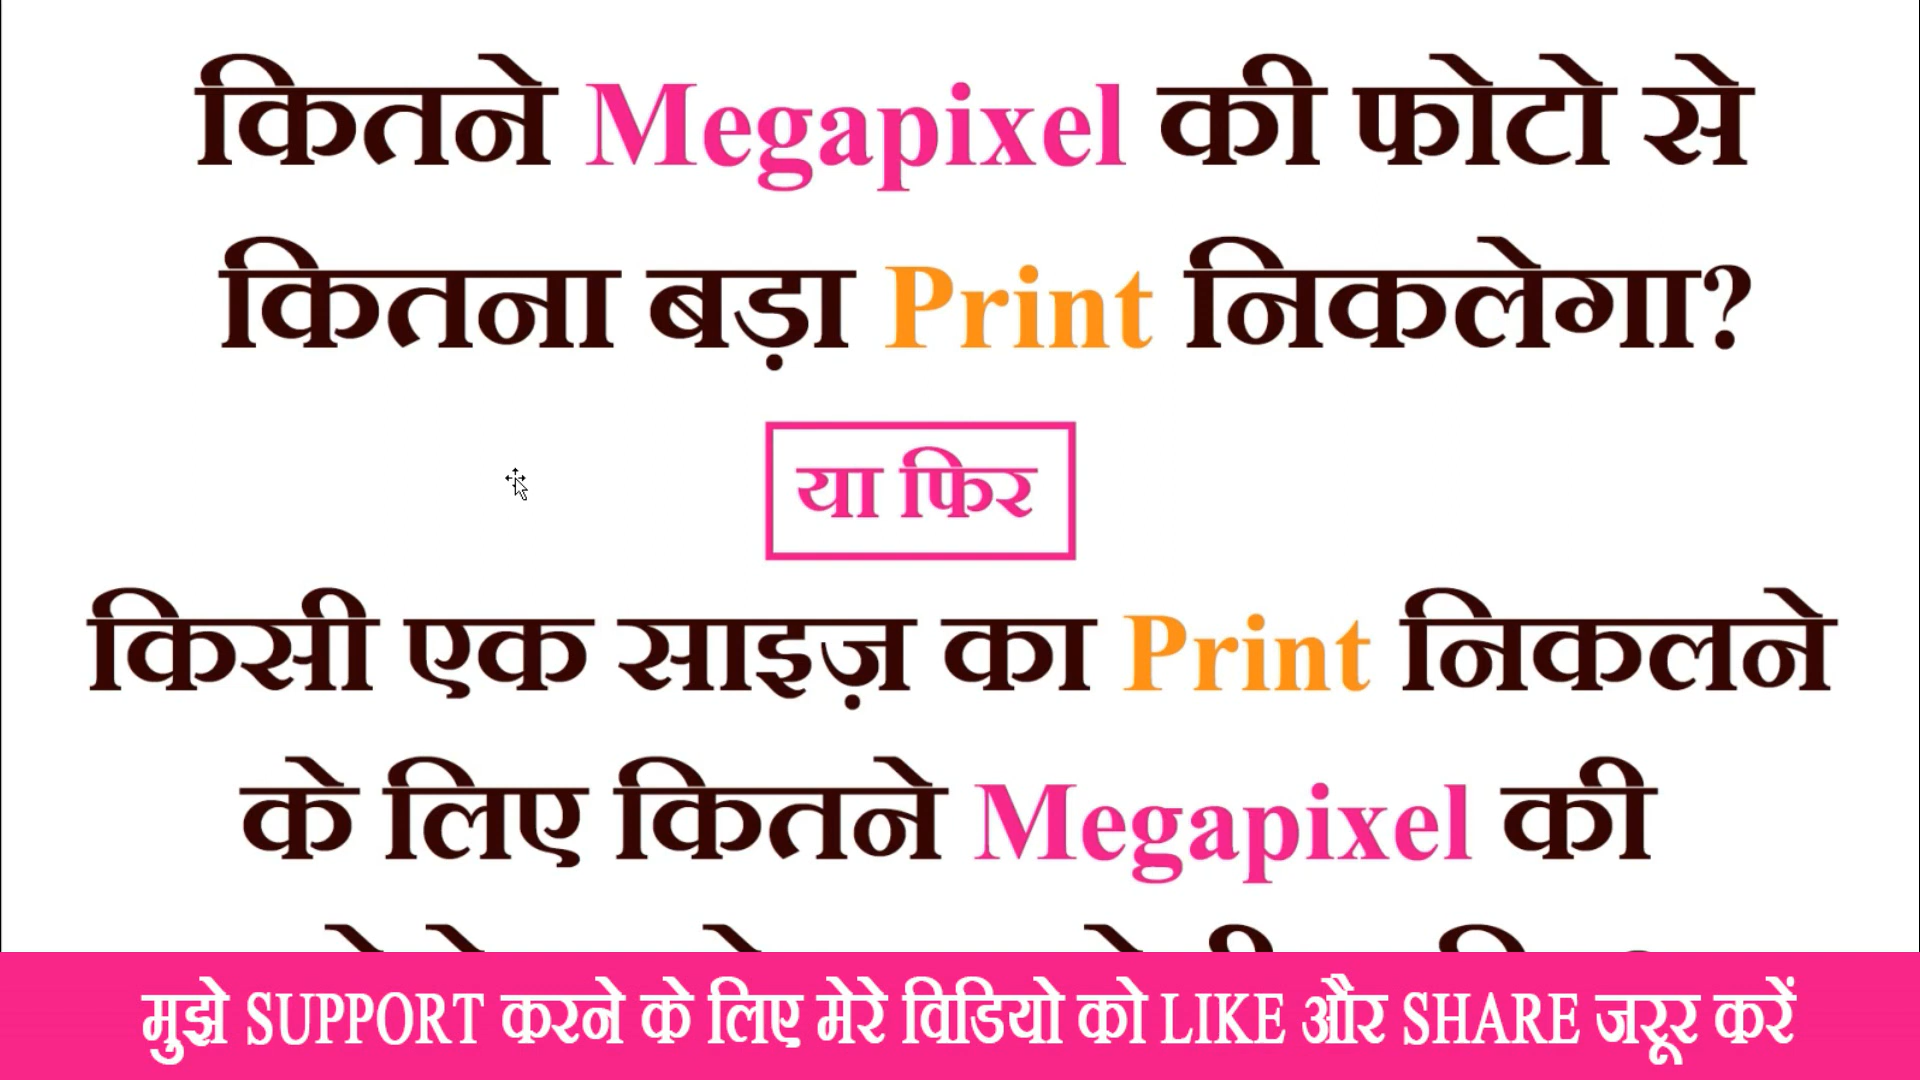 कितने Megapixel की फोटो से
कितना बड़ा Print निकलेगा?
या फिर
किसी एक साइज़ का Print निकलने
के लिए कितने Megapixel की
मुझे SUPPORT करने के लिए मेरे विडियो को LIKE और SHARE जरूर करें